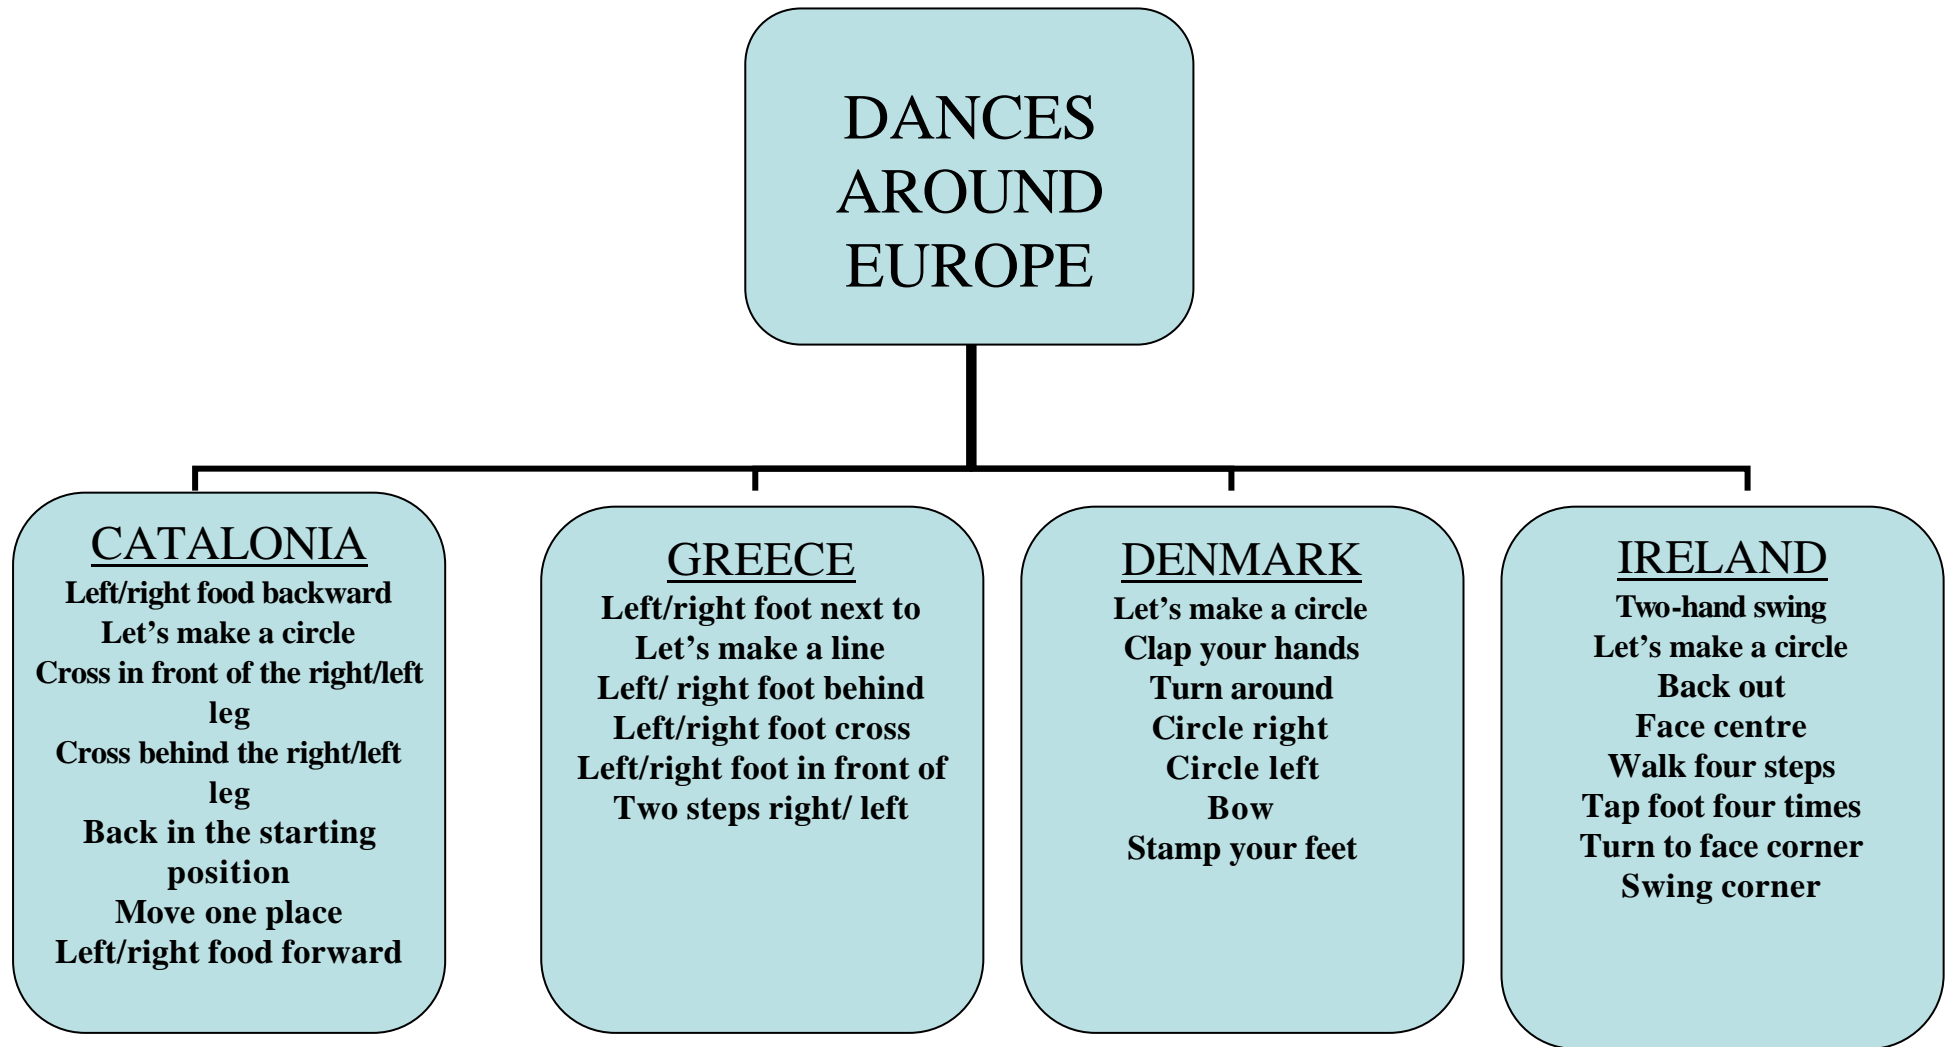 DANCES
AROUND
EUROPE
CATALONIA
Left/right food backward
Let's make a circle
Cross in front of the right/left
leg
Cross behind the right/left
leg
Back in the starting
position
Move one place
Left/right food forward
GREECE
Left/right foot next to
Let's make a line
Left/ right foot behind
Left/right foot cross
Left/right foot in front of
Two steps right/ left
DENMARK
Let's make a circle
Clap your hands
Turn around
Circle right
Circle left
Bow
Stamp your feet
IRELAND
Two-hand swing
Let's make a circle
Back out
Face centre
Walk four steps
Tap foot four times
Turn to face corner
Swing corner